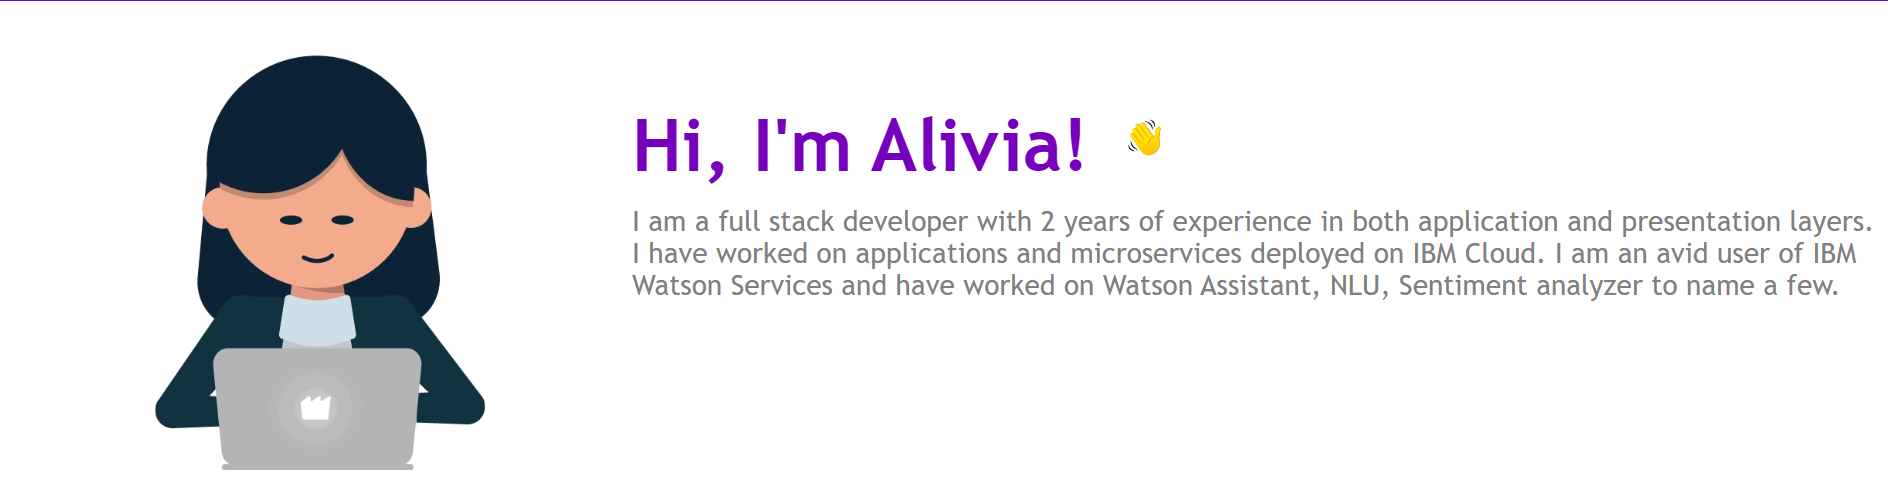 Hi, I'm Alivia! 👋
I am a full stack developer with 2 years of experience in both application and presentation layers.
I have worked on applications and microservices deployed on IBM Cloud. I am an avid user of IBM
Watson Services and have worked on Watson Assistant, NLU, Sentiment analyzer to name a few.